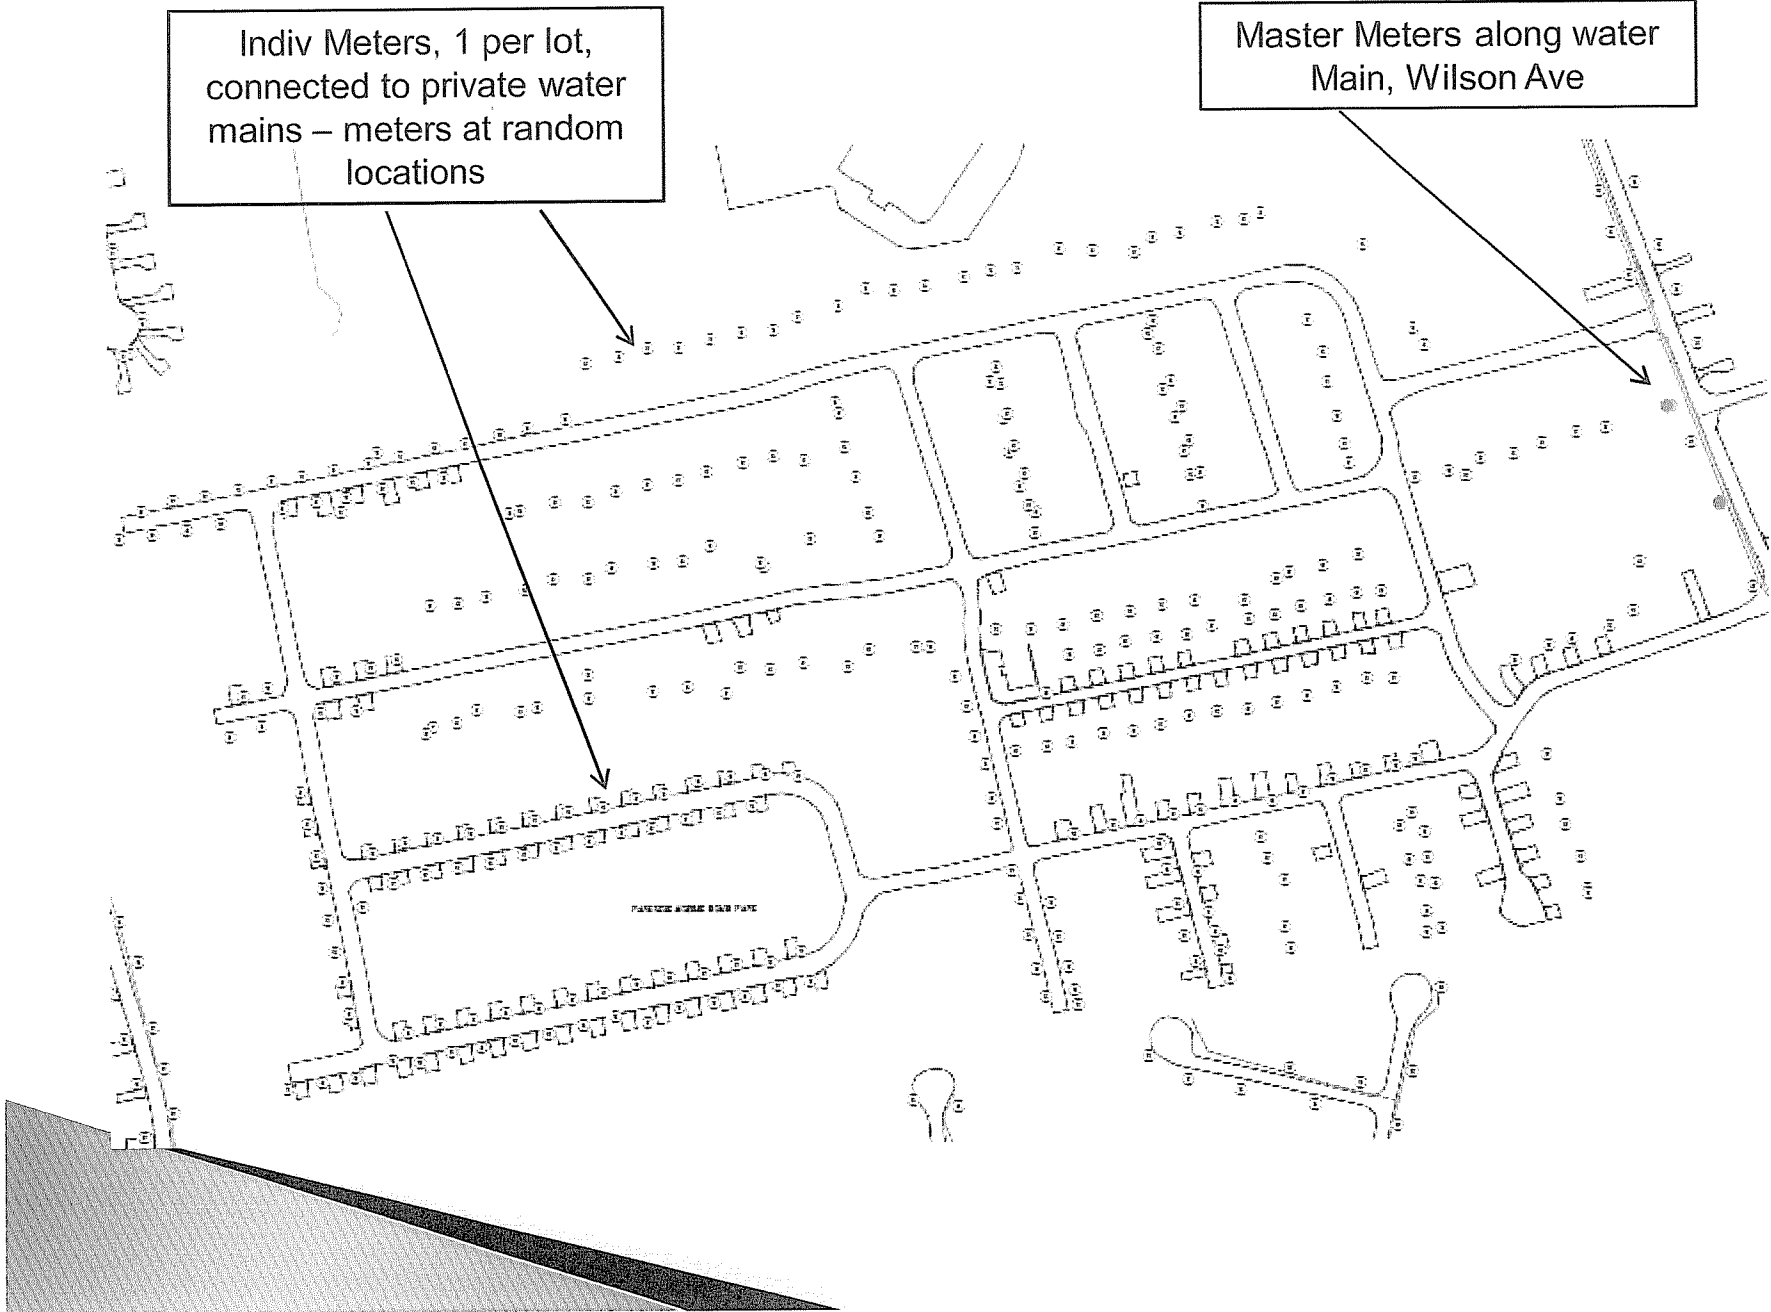 Indiv Meters, 1 per lot,
connected to private water
mains – meters at random
locations
Master Meters along water
Main, Wilson Ave